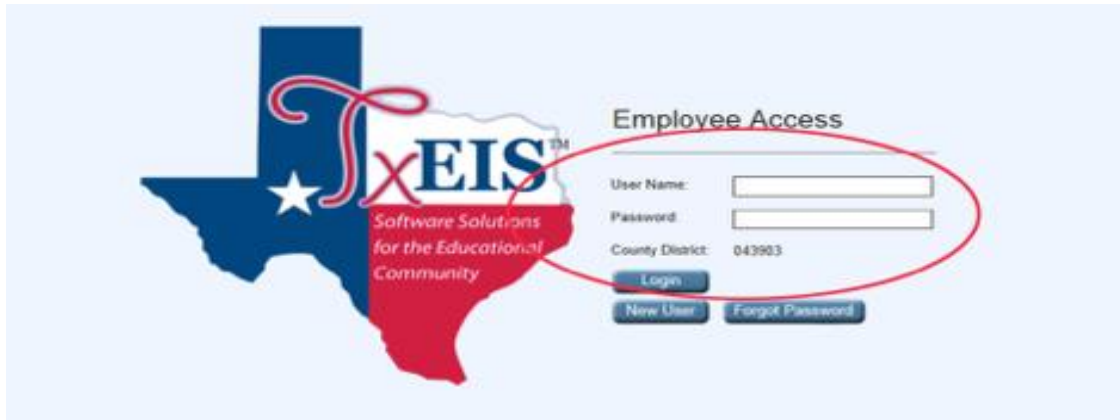 TxEIS™
Software Solutions
for the Educational
Community
Employee Access
User Name:
Password:
County District: 043903
Login
New User Forgot Password